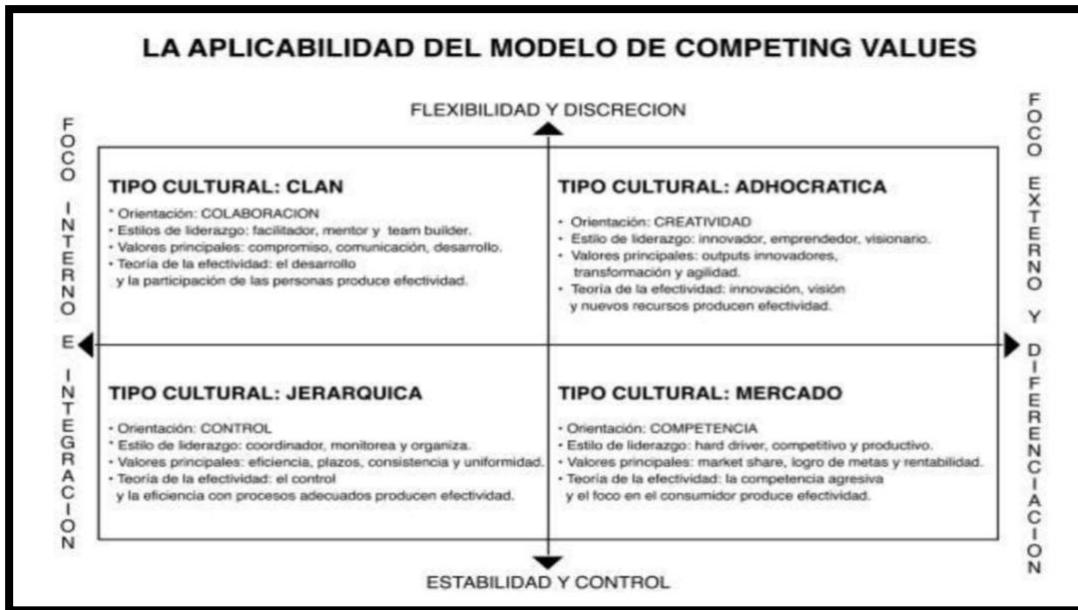 LA APLICABILIDAD DEL MODELO DE COMPETING VALUES
FLEXIBILIDAD Y DISCRECION
FOCO INTERNO E INTEGRACION
TIPO CULTURAL: CLAN
* Orientación: COLABORACION
• Estilos de liderazgo: facilitador, mentor y team builder.
• Valores principales: compromiso, comunicación, desarrollo.
• Teoría de la efectividad: el desarrollo
y la participación de las personas produce efectividad.
TIPO CULTURAL: ADHOCRATICA
• Orientación: CREATIVIDAD
• Estilo de liderazgo: innovador, emprendedor, visionario.
• Valores principales: outputs innovadores,
transformación y agilidad.
• Teoría de la efectividad: innovación, visión
y nuevos recursos producen efectividad.
TIPO CULTURAL: JERARQUICA
• Orientación: CONTROL
* Estilo de liderazgo: coordinador, monitorea y organiza.
• Valores principales: eficiencia, plazos, consistencia y uniformidad.
• Teoría de la efectividad: el control
y la eficiencia con procesos adecuados producen efectividad.
TIPO CULTURAL: MERCADO
• Orientación: COMPETENCIA
• Estilo de liderazgo: hard driver, competitivo y productivo.
• Valores principales: market share, logro de metas y rentabilidad.
• Teoría de la efectividad: la competencia agresiva
y el foco en el consumidor produce efectividad.
FOCO EXTERNO Y DIFERENCIACION
ESTABILIDAD Y CONTROL